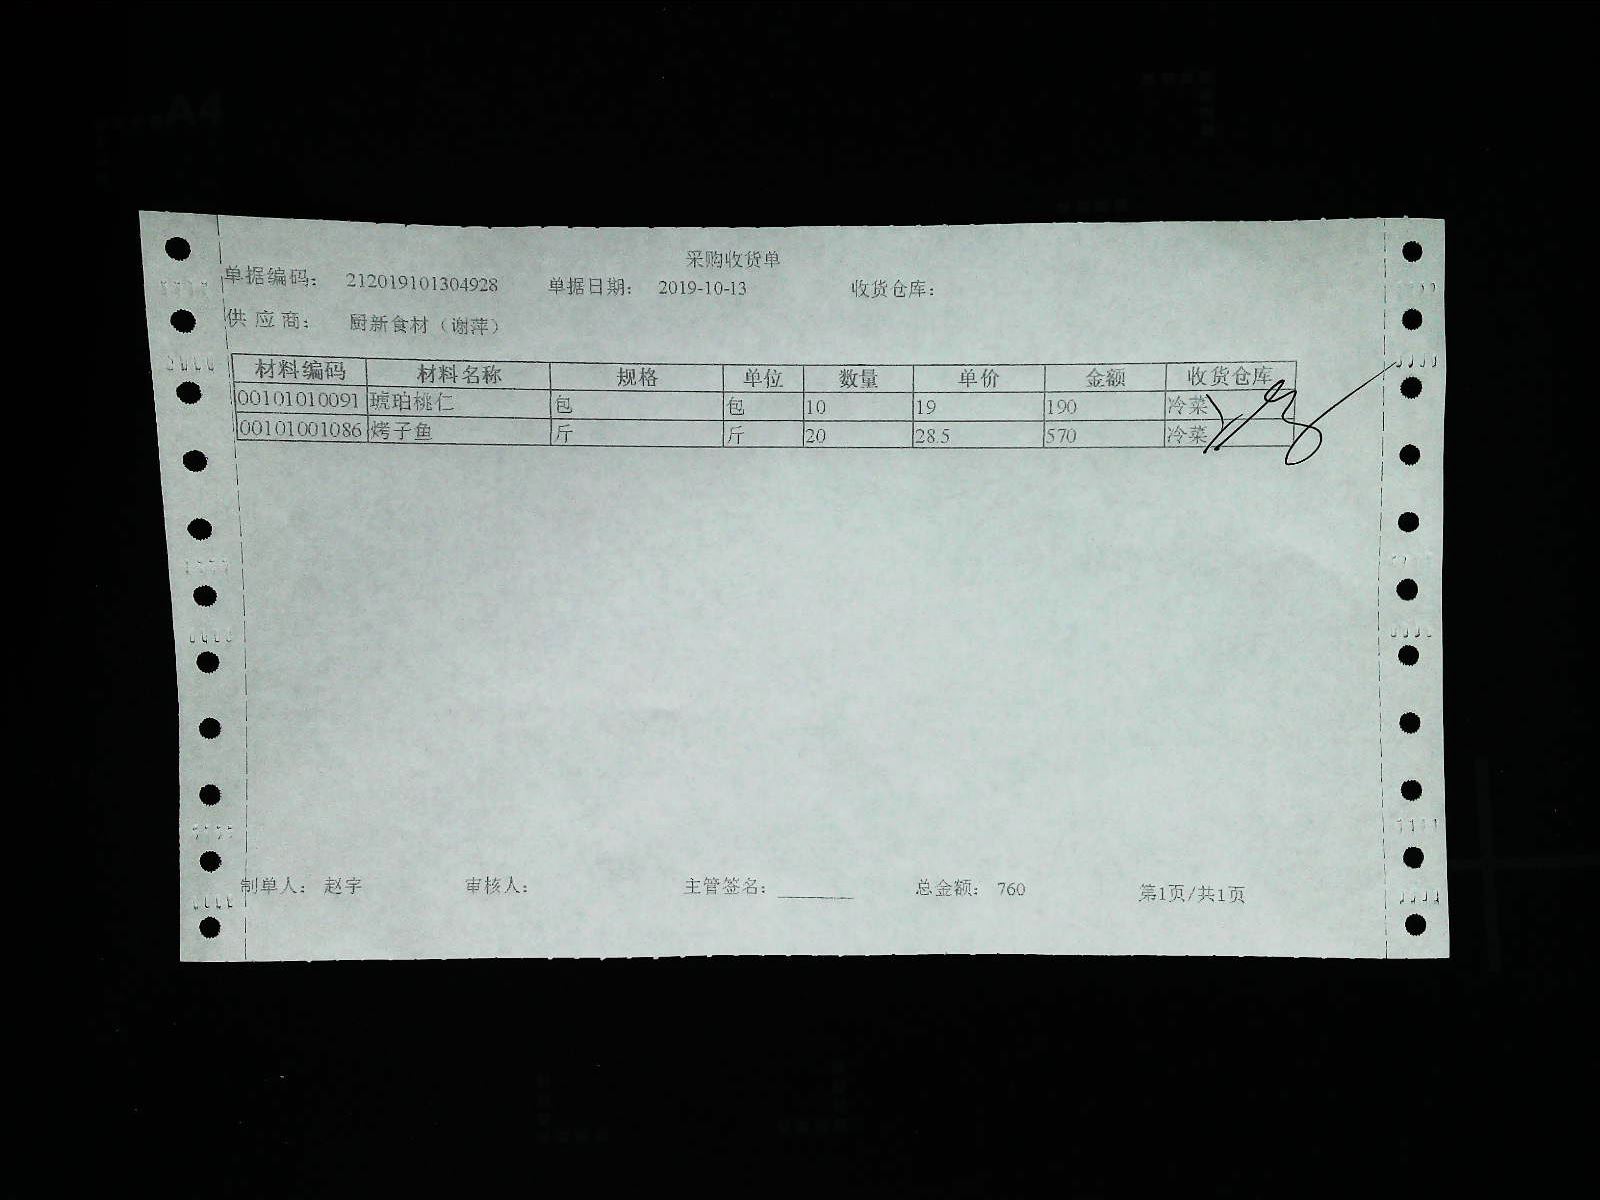 采购收货单
单据编码： 212019101304928 单据日期： 2019-10-13 收货仓库：
供 应 商： 厨新食材（谢萍）
材料编码 材料名称 规格 单位 数量 单价 金额 收货仓库
00101010091 琥珀桃仁 包 包 10 19 190 冷菜
00101001086 烤子鱼 斤 斤 20 28.5 570 冷菜
制单人： 赵宇 审核人： 主管签名： 总金额： 760 第1页/共1页